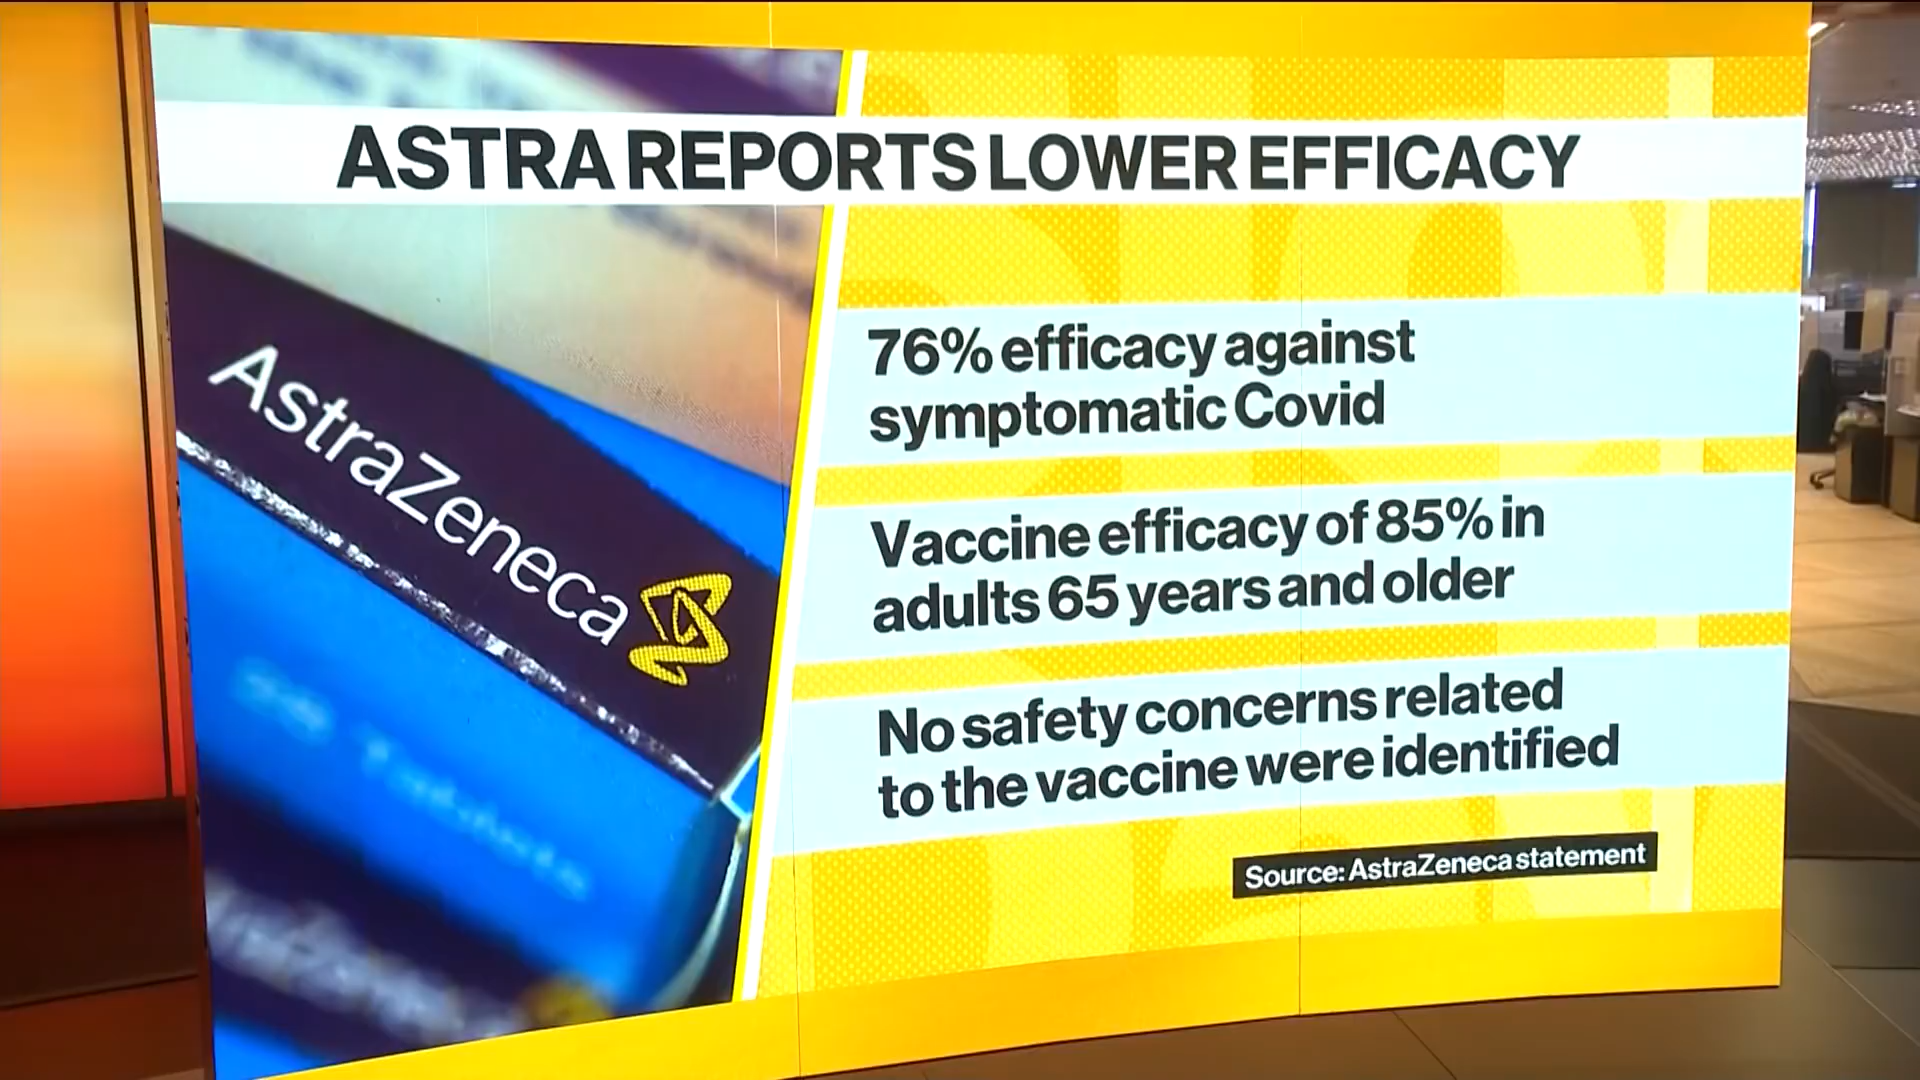 ASTRA REPORTS LOWER EFFICACY
AstraZeneca
76% efficacy against
symptomatic Covid
Vaccine efficacy of 85% in
adults 65 years and older
No safety concerns related
to the vaccine were identified
Source: AstraZeneca statement